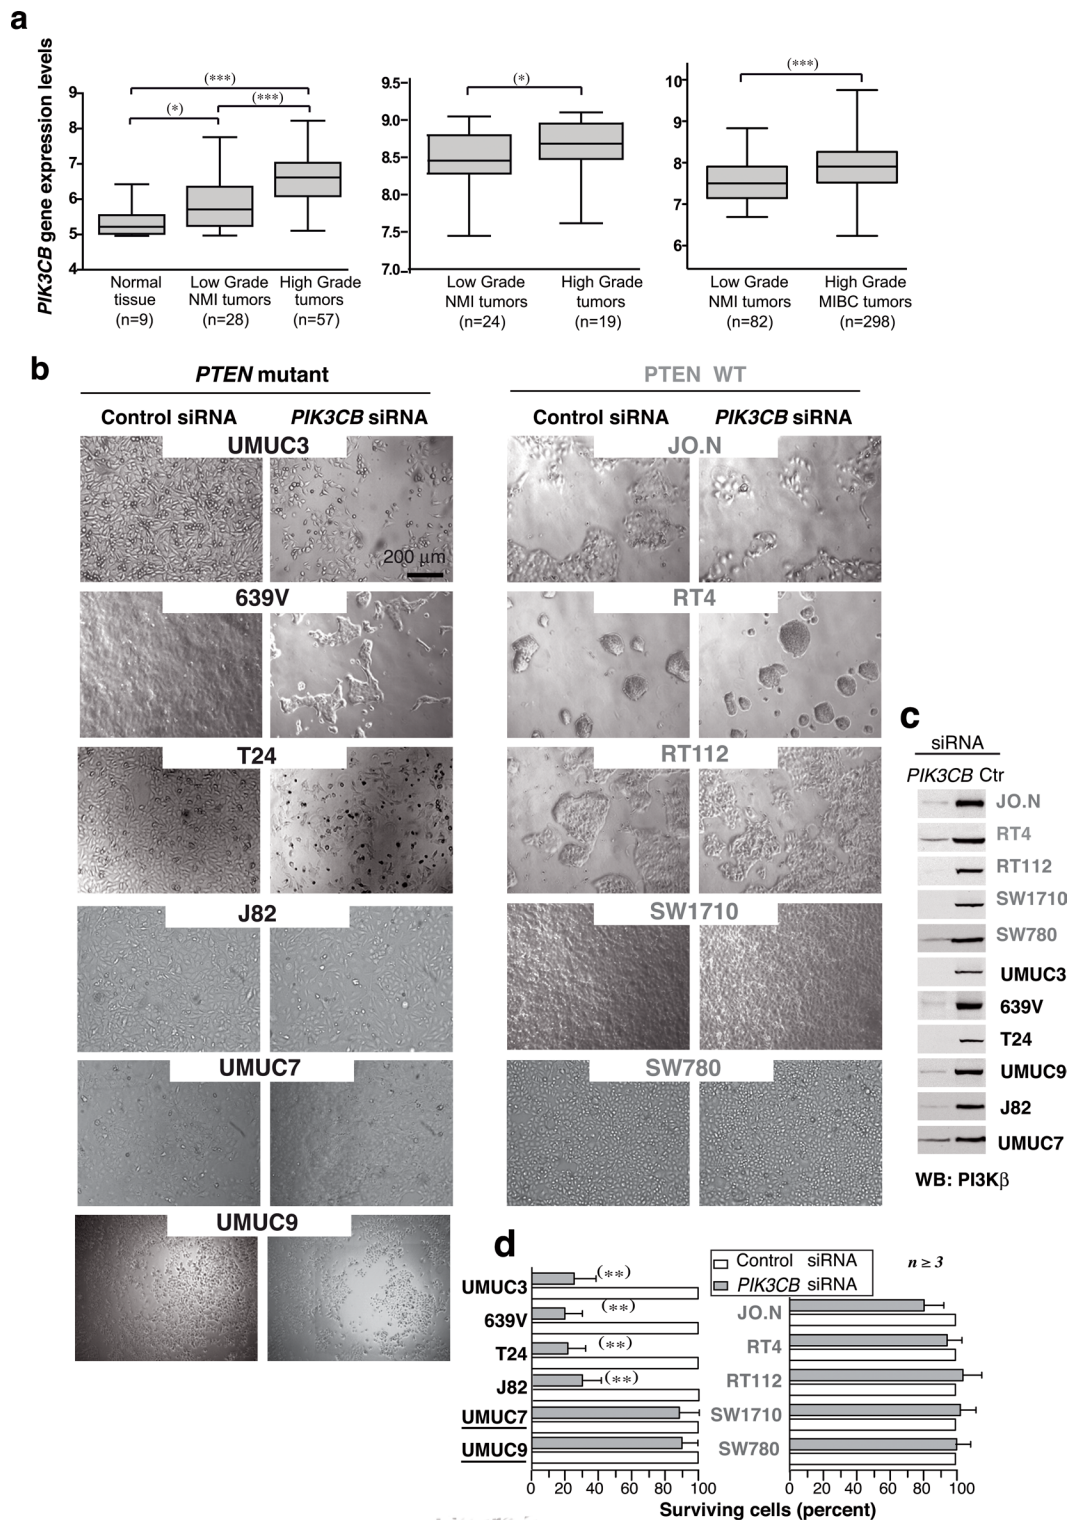 a
PIK3CB gene expression levels
9
8
7
6
5
4
(***)
(*)
(***)
Normal tissue (n=9)
Low Grade NMI tumors (n=28)
High Grade tumors (n=57)
9.5
9.0
8.5
8.0
7.5
7.0
(*)
Low Grade NMI tumors (n=24)
High Grade tumors (n=19)
10
9
8
7
6
(***)
Low Grade NMI tumors (n=82)
High Grade MIBC tumors (n=298)
b
PTEN mutant
Control siRNA PIK3CB siRNA
UMUC3
200 µm
639V
T24
J82
UMUC7
UMUC9
PTEN WT
Control siRNA PIK3CB siRNA
JO.N
RT4
RT112
SW1710
SW780
c
siRNA
PIK3CB Ctr
JO.N
RT4
RT112
SW1710
SW780
UMUC3
639V
T24
UMUC9
J82
UMUC7
WB: PI3Kβ
d
Control siRNA
PIK3CB siRNA
n ≥ 3
UMUC3 (**)
639V (**)
T24 (**)
J82 (**)
UMUC7
UMUC9
0 20 40 60 80 100
JO.N
RT4
RT112
SW1710
SW780
0 20 40 60 80 100
Surviving cells (percent)